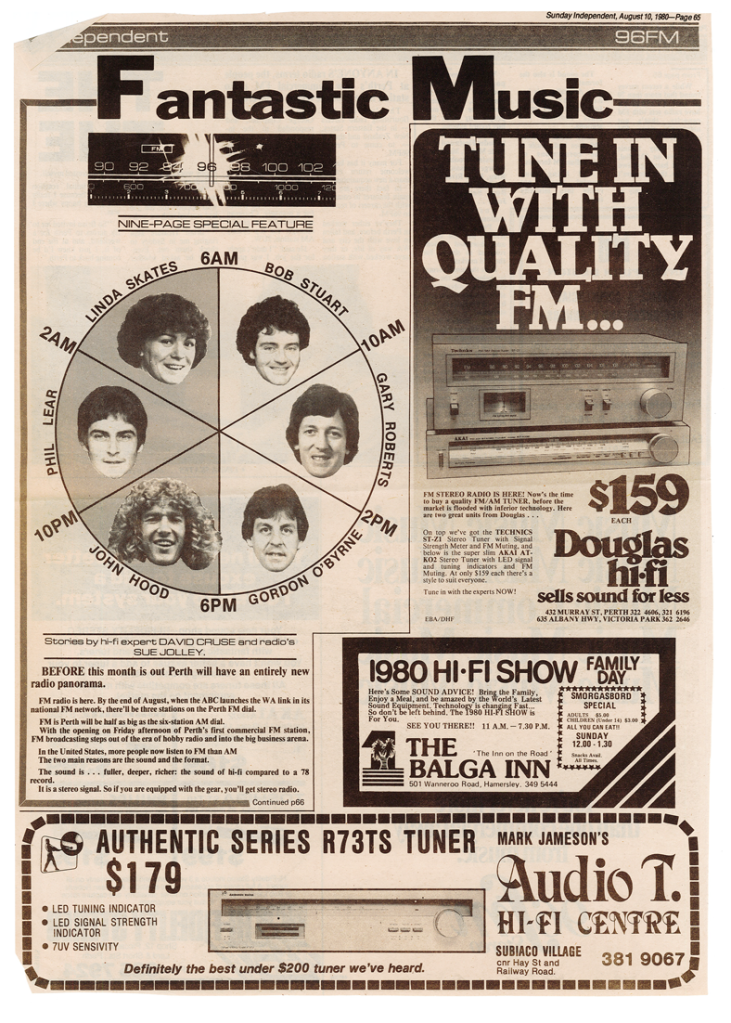 Sunday Independent, August 10, 1980—Page 65
ependent
96FM
Fantastic Music
FM
90 92 94 96 98 100 102
600 1000
NINE-PAGE SPECIAL FEATURE
6AM
LINDA SKATES
BOB STUART
2AM
10AM
PHIL LEAR
GARY ROBERTS
10PM
2PM
JOHN HOOD
GORDON O'BYRNE
6PM
Stories by hi-fi expert DAVID CRUSE and radio's
SUE JOLLEY.
BEFORE this month is out Perth will have an entirely new
radio panorama.
FM radio is here. By the end of August, when the ABC launches the WA link in its
national FM network, there'll be three stations on the Perth FM dial.
FM is Perth will be half as big as the six-station AM dial.
With the opening on Friday afternoon of Perth's first commercial FM station,
FM broadcasting steps out of the era of hobby radio and into the big business arena.
In the United States, more people now listen to FM than AM
The two main reasons are the sound and the format.
The sound is . . . fuller, deeper, richer: the sound of hi-fi compared to a 78
record.
It is a stereo signal. So if you are equipped with the gear, you'll get stereo radio.
Continued p66
TUNE IN
WITH
QUALITY
FM...
Technics
AKAI
FM STEREO RADIO IS HERE! Now's the time
to buy a quality FM/AM TUNER, before the
market is flooded with inferior technology. Here
are two great units from Douglas . . .
$159
EACH
On top we've got the TECHNICS
ST-Z1 Stereo Tuner with Signal
Strength Meter and FM Muting, and
below is the super slim AKAI AT-
KO2 Stereo Tuner with LED signal
and tuning indicators and FM
Muting. At only $159 each there's a
style to suit everyone.
Tune in with the experts NOW!
Douglas
hi-fi
sells sound for less
432 MURRAY ST, PERTH 322 4606, 321 6196
635 ALBANY HWY, VICTORIA PARK 362 2646
EBA/DHF
1980 HI-FI SHOW FAMILY
DAY
Here's Some SOUND ADVICE! Bring the Family,
Enjoy a Meal, and be amazed by the World's Latest
Sound Equipment. Technology is changing Fast...
So don't be left behind. The 1980 HI-FI SHOW is
For You.
SEE YOU THERE!! 11 A.M. — 7.30 P.M.
SMORGASBORD
SPECIAL
ADULTS $5.00
CHILDREN (Under 14) $3.00
ALL YOU CAN EAT!!
SUNDAY
12.00 - 1.30
Snacks Avail.
All Times.
THE 'The Inn on the Road'
BALGA INN
501 Wanneroo Road, Hamersley. 349 5444
AUTHENTIC SERIES R73TS TUNER
$179
• LED TUNING INDICATOR
• LED SIGNAL STRENGTH
INDICATOR
• 7UV SENSIVITY
Definitely the best under $200 tuner we've heard.
MARK JAMESON'S
Audio T.
HI-FI CENTRE
SUBIACO VILLAGE
cnr Hay St and
Railway Road.
381 9067